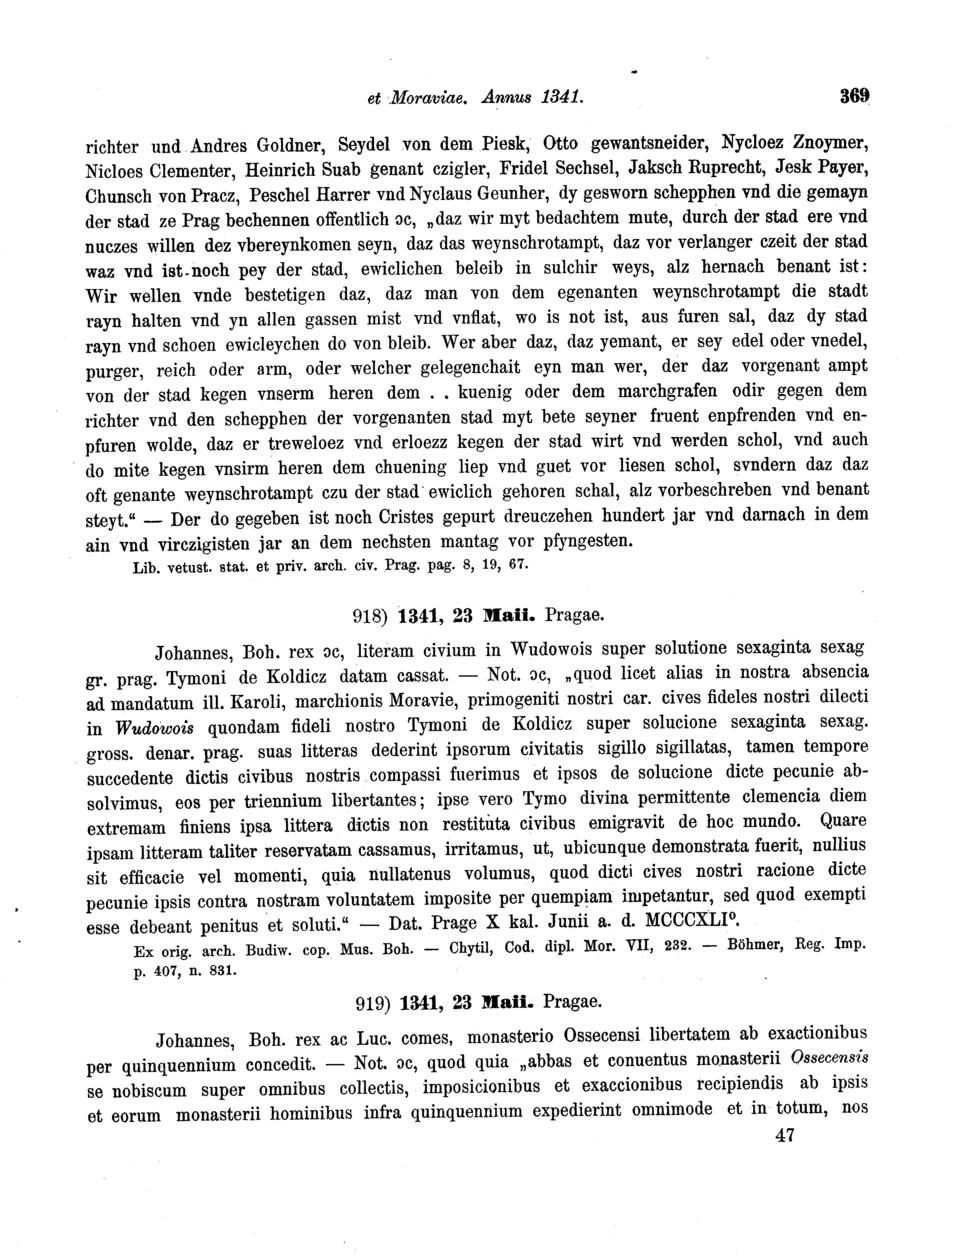 et Moraviae. Annus 1341. 369
richter und Andres Goldner, Seydel von dem Piesk, Otto gewantsneider, Nycloez Znoymer,
Nicloes Clementer, Heinrich Suab genant czigler, Fridel Sechsel, Jaksch Ruprecht, Jesk Payer,
Chunsch von Pracz, Peschel Harrer vnd Nyclaus Geunher, dy gesworn schepphen vnd die gemayn
der stad ze Prag bechennen offentlich ɔc, „daz wir myt bedachtem mute, durch der stad ere vnd
nuczes willen dez vbereynkomen seyn, daz das weynschrotampt, daz vor verlanger czeit der stad
waz vnd ist noch pey der stad, ewiclichen beleib in sulchir weys, alz hernach benant ist:
Wir wellen vnde bestetigen daz, daz man von dem egenanten weynschrotampt die stadt
rayn halten vnd yn allen gassen mist vnd vnflat, wo is not ist, aus furen sal, daz dy stad
rayn vnd schoen ewicleychen do von bleib. Wer aber daz, daz yemant, er sey edel oder vnedel,
purger, reich oder arm, oder welcher gelegenchait eyn man wer, der daz vorgenant ampt
von der stad kegen vnserm heren dem . . kuenig oder dem marchgrafen odir gegen dem
richter vnd den schepphen der vorgenanten stad myt bete seyner fruent enpfrenden vnd en-
pfuren wolde, daz er treweloez vnd erloezz kegen der stad wirt vnd werden schol, vnd auch
do mite kegen vnsirm heren dem chuening liep vnd guet vor liesen schol, svndern daz daz
oft genante weynschrotampt czu der stad ewiclich gehoren schal, alz vorbeschreben vnd benant
steyt.“ — Der do gegeben ist noch Cristes gepurt dreuczehen hundert jar vnd darnach in dem
ain vnd virczigisten jar an dem nechsten mantag vor pfyngesten.
Lib. vetust. stat. et priv. arch. civ. Prag. pag. 8, 19, 67.
918) 1341, 23 Maii. Pragae.
Johannes, Boh. rex ɔc, literam civium in Wudowois super solutione sexaginta sexag
gr. prag. Tymoni de Koldicz datam cassat. — Not. ɔc, „quod licet alias in nostra absencia
ad mandatum ill. Karoli, marchionis Moravie, primogeniti nostri car. cives fideles nostri dilecti
in Wudowois quondam fideli nostro Tymoni de Koldicz super solucione sexaginta sexag.
gross. denar. prag. suas litteras dederint ipsorum civitatis sigillo sigillatas, tamen tempore
succedente dictis civibus nostris compassi fuerimus et ipsos de solucione dicte pecunie ab-
solvimus, eos per triennium libertantes; ipse vero Tymo divina permittente clemencia diem
extremam finiens ipsa littera dictis non restituta civibus emigravit de hoc mundo. Quare
ipsam litteram taliter reservatam cassamus, irritamus, ut, ubicunque demonstrata fuerit, nullius
sit efficacie vel momenti, quia nullatenus volumus, quod dicti cives nostri racione dicte
pecunie ipsis contra nostram voluntatem imposite per quempiam impetantur, sed quod exempti
esse debeant penitus et soluti.“ — Dat. Prage X kal. Junii a. d. MCCCXLI⁰.
Ex orig. arch. Budiw. cop. Mus. Boh. — Chytil, Cod. dipl. Mor. VII, 232. — Böhmer, Reg. Imp.
p. 407, n. 831.
919) 1341, 23 Maii. Pragae.
Johannes, Boh. rex ac Luc. comes, monasterio Ossecensi libertatem ab exactionibus
per quinquennium concedit. — Not. ɔc, quod quia „abbas et conuentus monasterii Ossecensis
se nobiscum super omnibus collectis, imposicionibus et exaccionibus recipiendis ab ipsis
et eorum monasterii hominibus infra quinquennium expedierint omnimode et in totum, nos
47